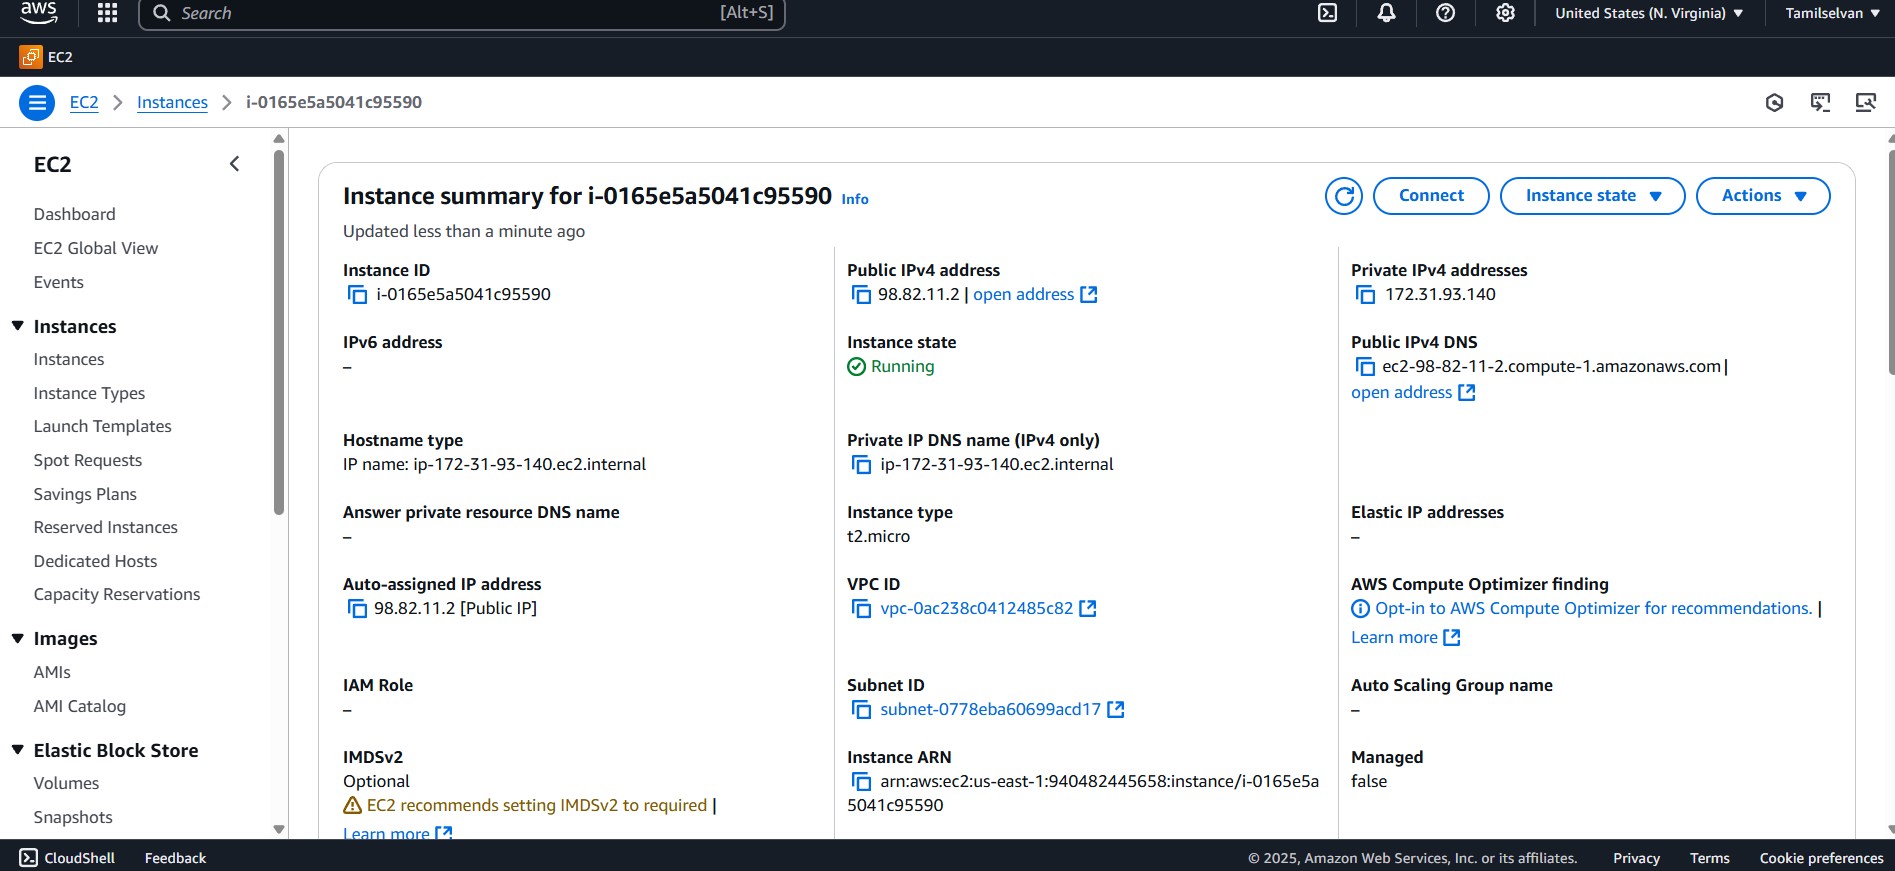 aws
Search
[Alt+S]
United States (N. Virginia)
Tamilselvan
EC2
EC2
Instances
i-0165e5a5041c95590
EC2
Dashboard
EC2 Global View
Events
Instances
Instances
Instance Types
Launch Templates
Spot Requests
Savings Plans
Reserved Instances
Dedicated Hosts
Capacity Reservations
Images
AMIs
AMI Catalog
Elastic Block Store
Volumes
Snapshots
Instance summary for i-0165e5a5041c95590 Info
Updated less than a minute ago
Connect
Instance state
Actions
Instance ID
i-0165e5a5041c95590
Public IPv4 address
98.82.11.2 | open address
Private IPv4 addresses
172.31.93.140
IPv6 address
–
Instance state
Running
Public IPv4 DNS
ec2-98-82-11-2.compute-1.amazonaws.com |
open address
Hostname type
IP name: ip-172-31-93-140.ec2.internal
Private IP DNS name (IPv4 only)
ip-172-31-93-140.ec2.internal
Answer private resource DNS name
–
Instance type
t2.micro
Elastic IP addresses
–
Auto-assigned IP address
98.82.11.2 [Public IP]
VPC ID
vpc-0ac238c0412485c82
AWS Compute Optimizer finding
Opt-in to AWS Compute Optimizer for recommendations. |
Learn more
IAM Role
–
Subnet ID
subnet-0778eba60699acd17
Auto Scaling Group name
–
IMDSv2
Optional
EC2 recommends setting IMDSv2 to required |
Learn more
Instance ARN
arn:aws:ec2:us-east-1:940482445658:instance/i-0165e5a
5041c95590
Managed
false
CloudShell
Feedback
© 2025, Amazon Web Services, Inc. or its affiliates.
Privacy
Terms
Cookie preferences